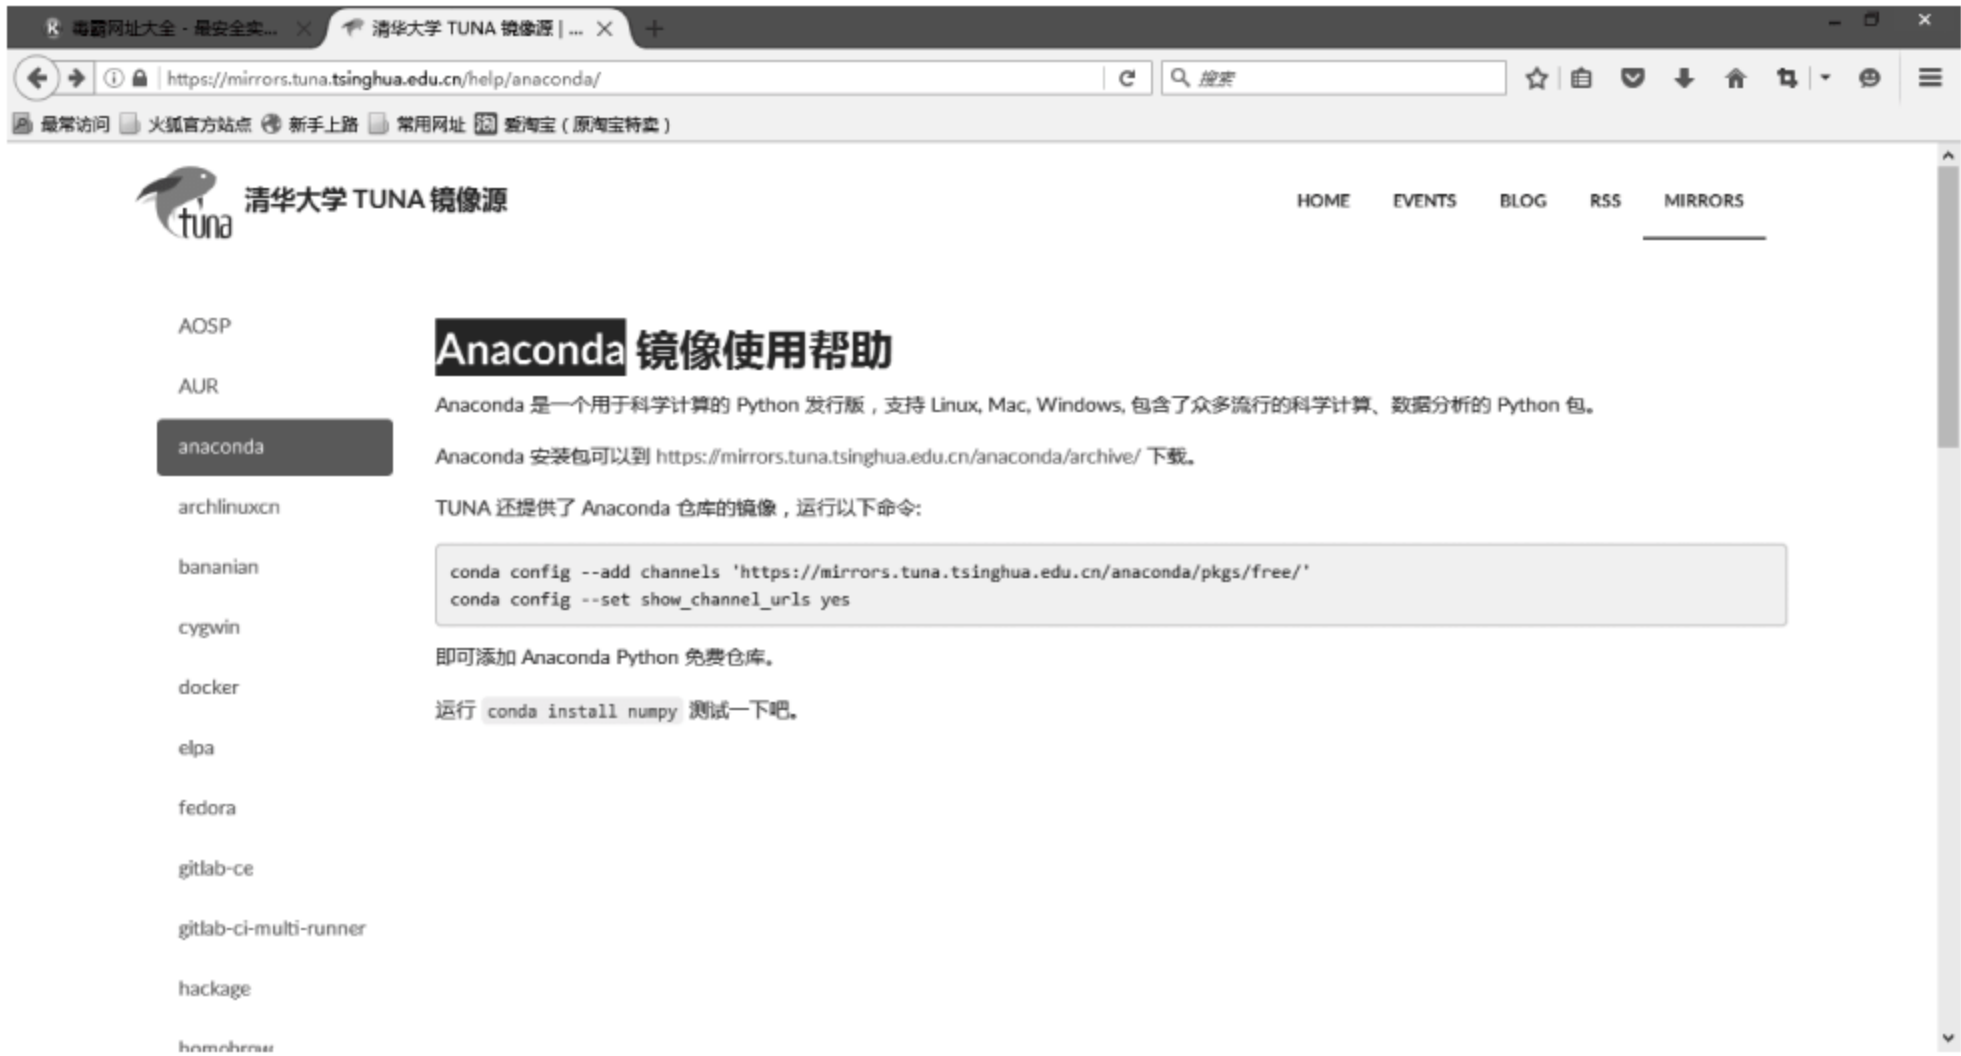 毒霸网址大全 - 最安全实...
清华大学 TUNA 镜像源 | ...
https://mirrors.tuna.tsinghua.edu.cn/help/anaconda/
搜索
最常访问 火狐官方站点 新手上路 常用网址 爱淘宝 ( 原淘宝特卖 )
tuna
清华大学 TUNA 镜像源
HOME EVENTS BLOG RSS MIRRORS
AOSP
AUR
anaconda
archlinuxcn
bananian
cygwin
docker
elpa
fedora
gitlab-ce
gitlab-ci-multi-runner
hackage
homebrew
Anaconda 镜像使用帮助
Anaconda 是一个用于科学计算的 Python 发行版，支持 Linux, Mac, Windows, 包含了众多流行的科学计算、数据分析的 Python 包。
Anaconda 安装包可以到 https://mirrors.tuna.tsinghua.edu.cn/anaconda/archive/ 下载。
TUNA 还提供了 Anaconda 仓库的镜像，运行以下命令:
conda config --add channels 'https://mirrors.tuna.tsinghua.edu.cn/anaconda/pkgs/free/'
conda config --set show_channel_urls yes
即可添加 Anaconda Python 免费仓库。
运行 conda install numpy 测试一下吧。